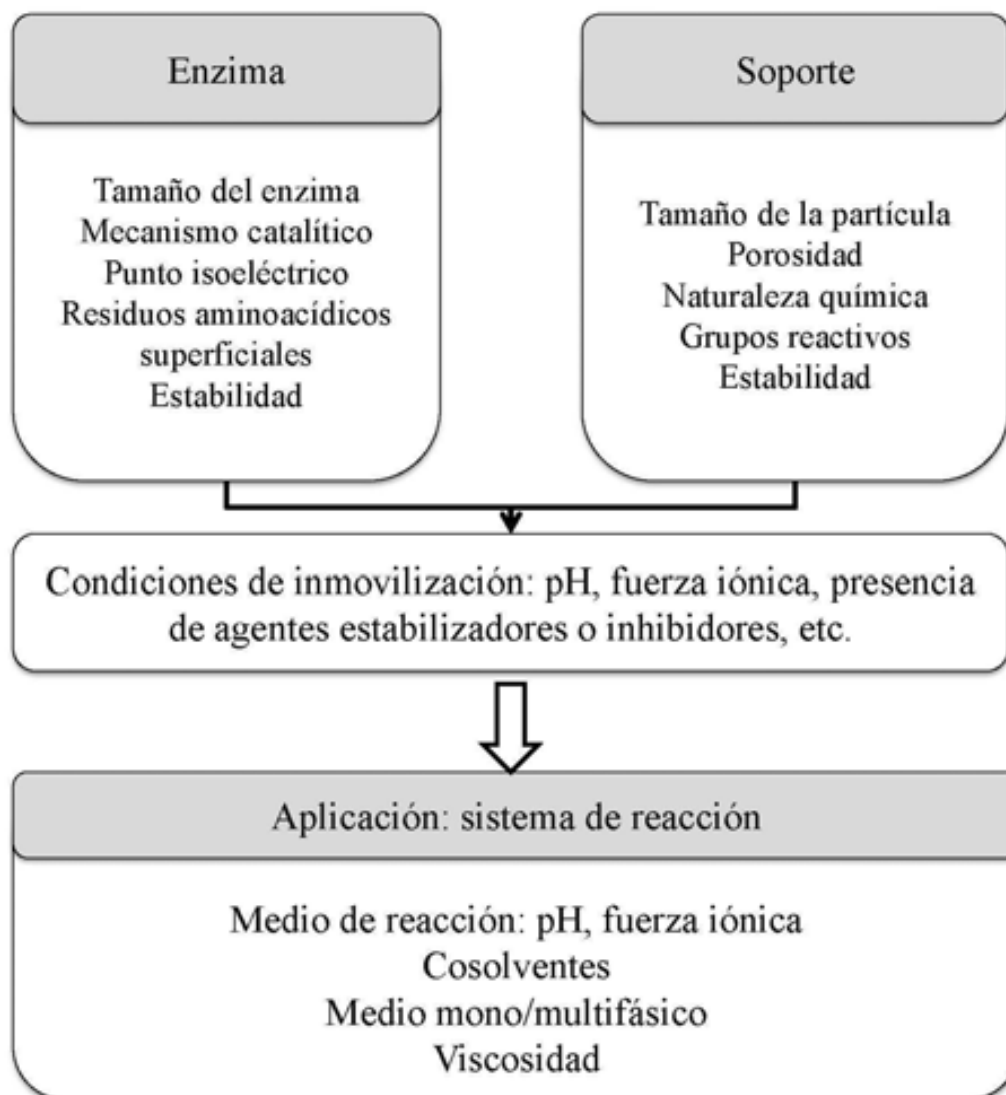 Enzima
Tamaño del enzima
Mecanismo catalítico
Punto isoeléctrico
Residuos aminoacídicos
superficiales
Estabilidad
Soporte
Tamaño de la partícula
Porosidad
Naturaleza química
Grupos reactivos
Estabilidad
Condiciones de inmovilización: pH, fuerza iónica, presencia
de agentes estabilizadores o inhibidores, etc.
Aplicación: sistema de reacción
Medio de reacción: pH, fuerza iónica
Cosolventes
Medio mono/multifásico
Viscosidad